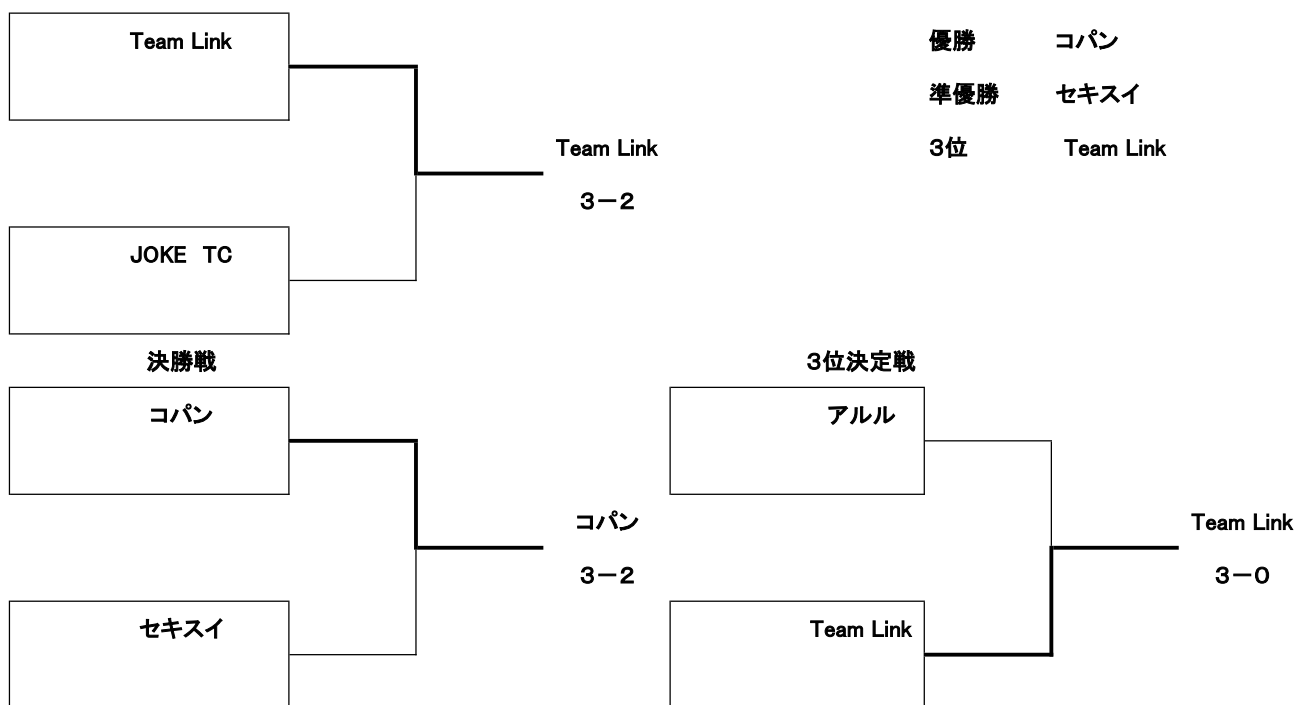 Team Link
優勝 コパン
準優勝 セキスイ
Team Link
3位 Team Link
3－2
JOKE TC
決勝戦
3位決定戦
コパン
アルル
コパン
Team Link
3－2
3－0
セキスイ
Team Link